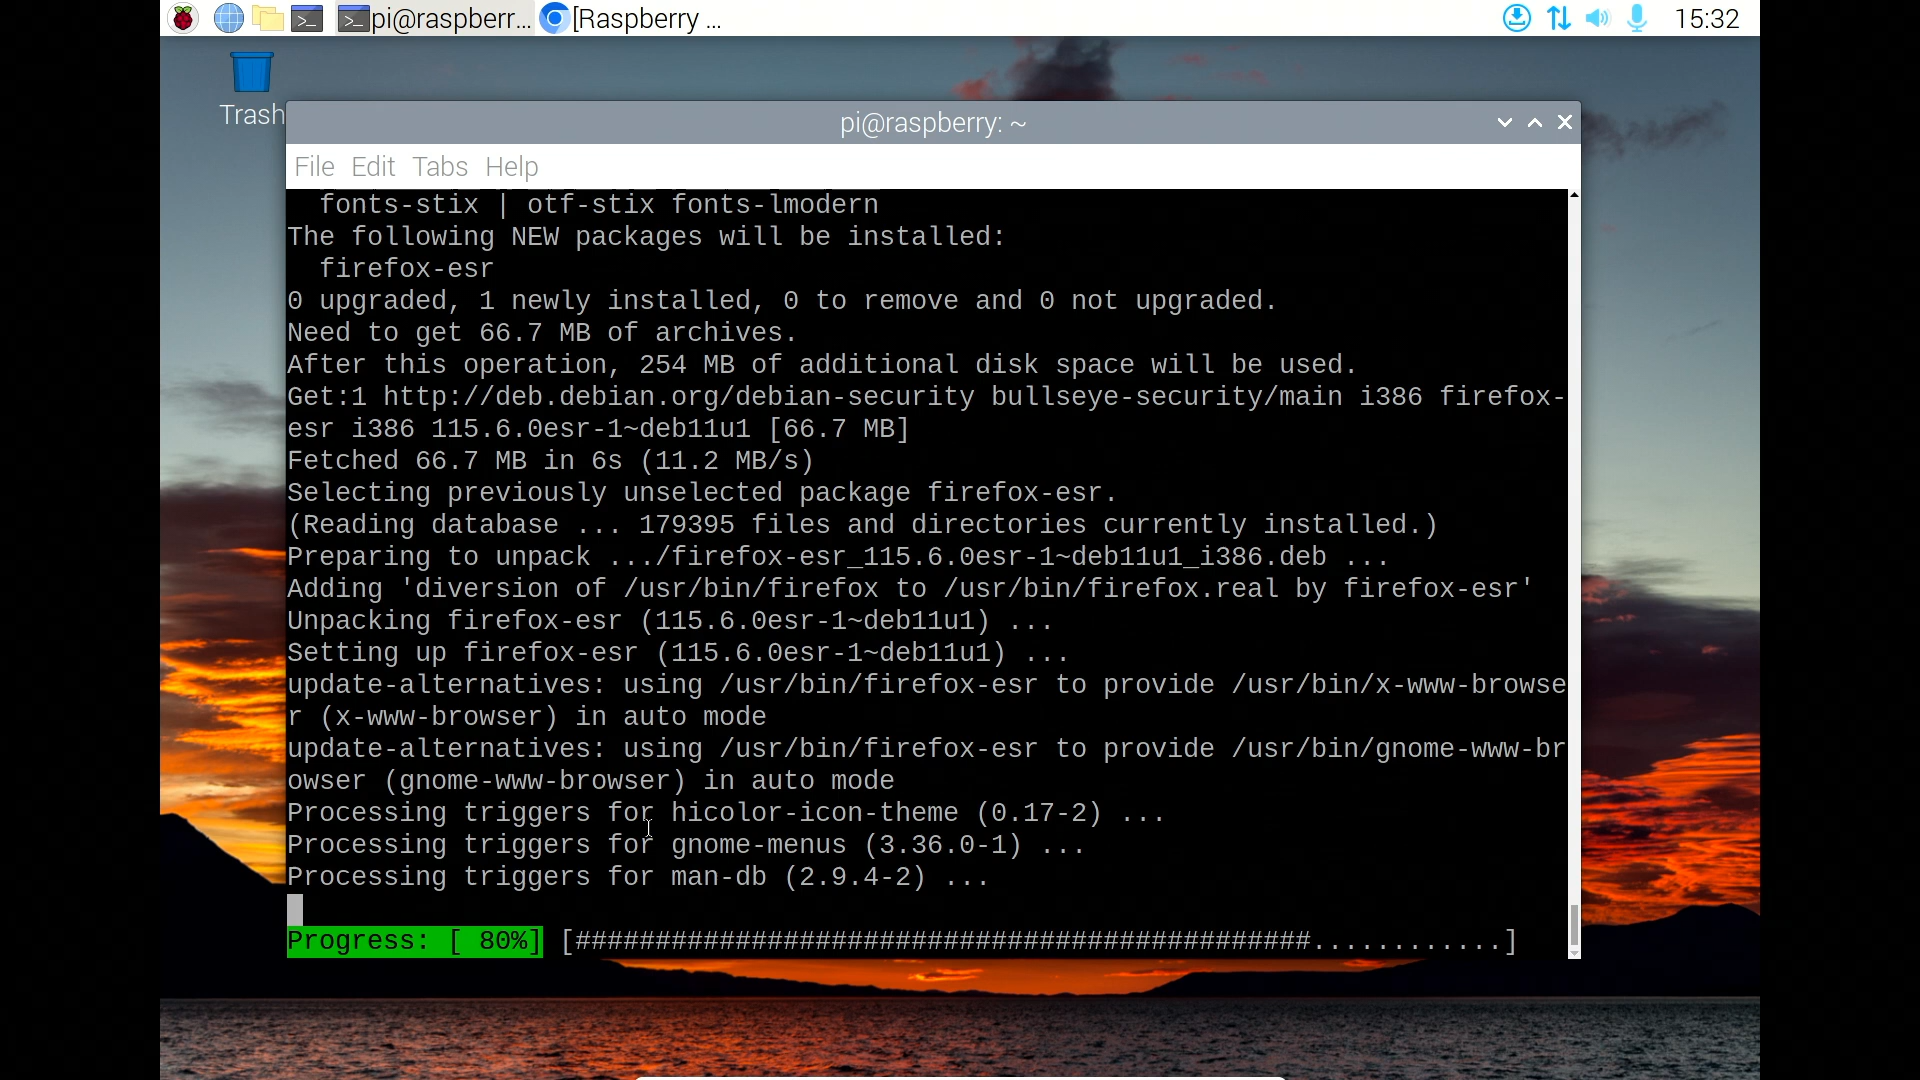 pi@raspberr... [Raspberry ... 15:32
Trash
pi@raspberry: ~
File Edit Tabs Help
fonts-stix | otf-stix fonts-lmodern
The following NEW packages will be installed:
firefox-esr
0 upgraded, 1 newly installed, 0 to remove and 0 not upgraded.
Need to get 66.7 MB of archives.
After this operation, 254 MB of additional disk space will be used.
Get:1 http://deb.debian.org/debian-security bullseye-security/main i386 firefox-
esr i386 115.6.0esr-1~deb11u1 [66.7 MB]
Fetched 66.7 MB in 6s (11.2 MB/s)
Selecting previously unselected package firefox-esr.
(Reading database ... 179395 files and directories currently installed.)
Preparing to unpack .../firefox-esr_115.6.0esr-1~deb11u1_i386.deb ...
Adding 'diversion of /usr/bin/firefox to /usr/bin/firefox.real by firefox-esr'
Unpacking firefox-esr (115.6.0esr-1~deb11u1) ...
Setting up firefox-esr (115.6.0esr-1~deb11u1) ...
update-alternatives: using /usr/bin/firefox-esr to provide /usr/bin/x-www-browse
r (x-www-browser) in auto mode
update-alternatives: using /usr/bin/firefox-esr to provide /usr/bin/gnome-www-br
owser (gnome-www-browser) in auto mode
Processing triggers for hicolor-icon-theme (0.17-2) ...
Processing triggers for gnome-menus (3.36.0-1) ...
Processing triggers for man-db (2.9.4-2) ...
Progress: [ 80%] [##############################################............]